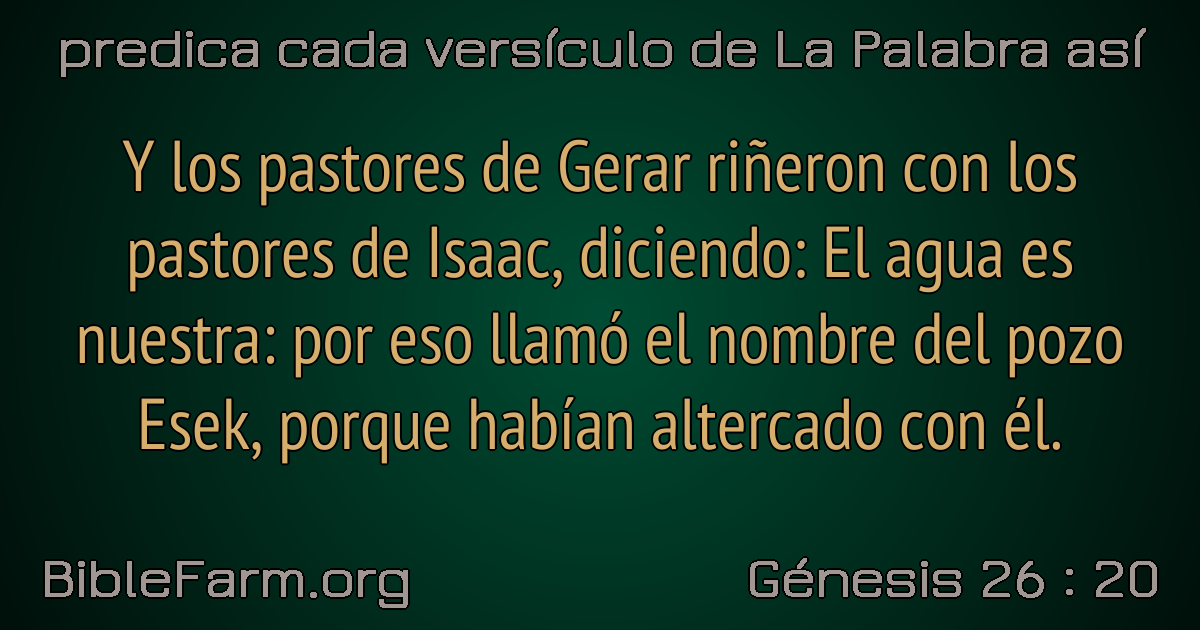 predica cada versículo de La Palabra así
Y los pastores de Gerar riñeron con los
pastores de Isaac, diciendo: El agua es
nuestra: por eso llamó el nombre del pozo
Esek, porque habían altercado con él.
BibleFarm.org
Génesis 26 : 20